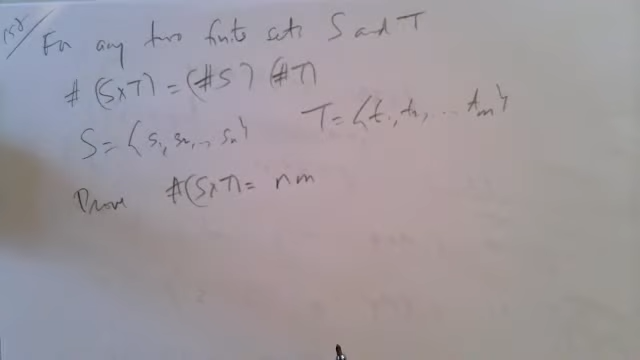 For any two finite sets S and T
# (S×T) = (#S) (#T)
S = {s₁, s₂, .. sₙ} T = {t₁, t₂, ... tₘ}
Prove #(S×T) = nm